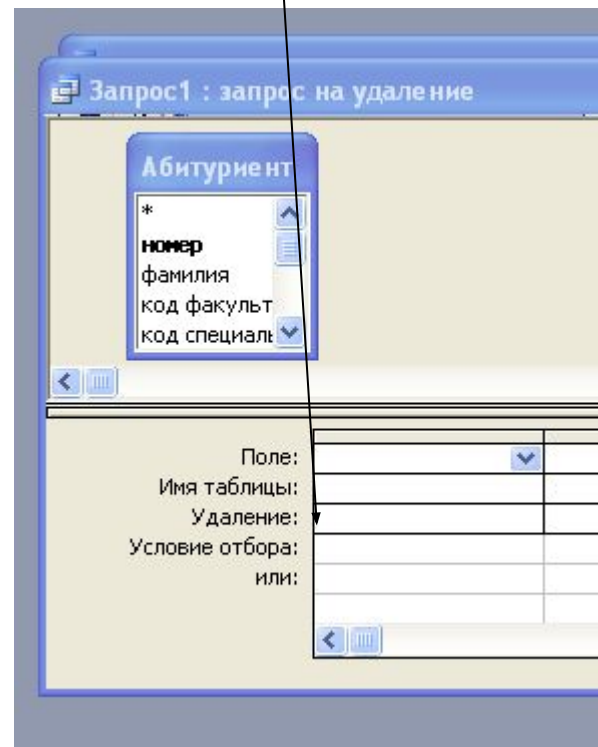 Запрос1 : запрос на удаление
Абитуриент
*
номер
фамилия
код факульт
код специаль
Поле:
Имя таблицы:
Удаление:
Условие отбора:
или: